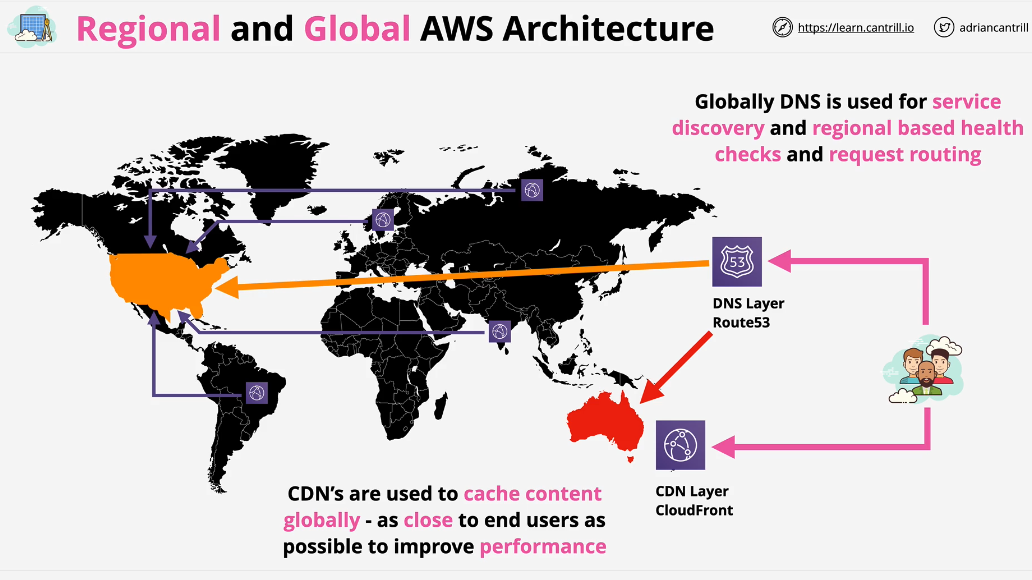 Regional and Global AWS Architecture
https://learn.cantrill.io
adriancantrill
Globally DNS is used for service
discovery and regional based health
checks and request routing
53
DNS Layer
Route53
CDN Layer
CloudFront
CDN’s are used to cache content
globally - as close to end users as
possible to improve performance